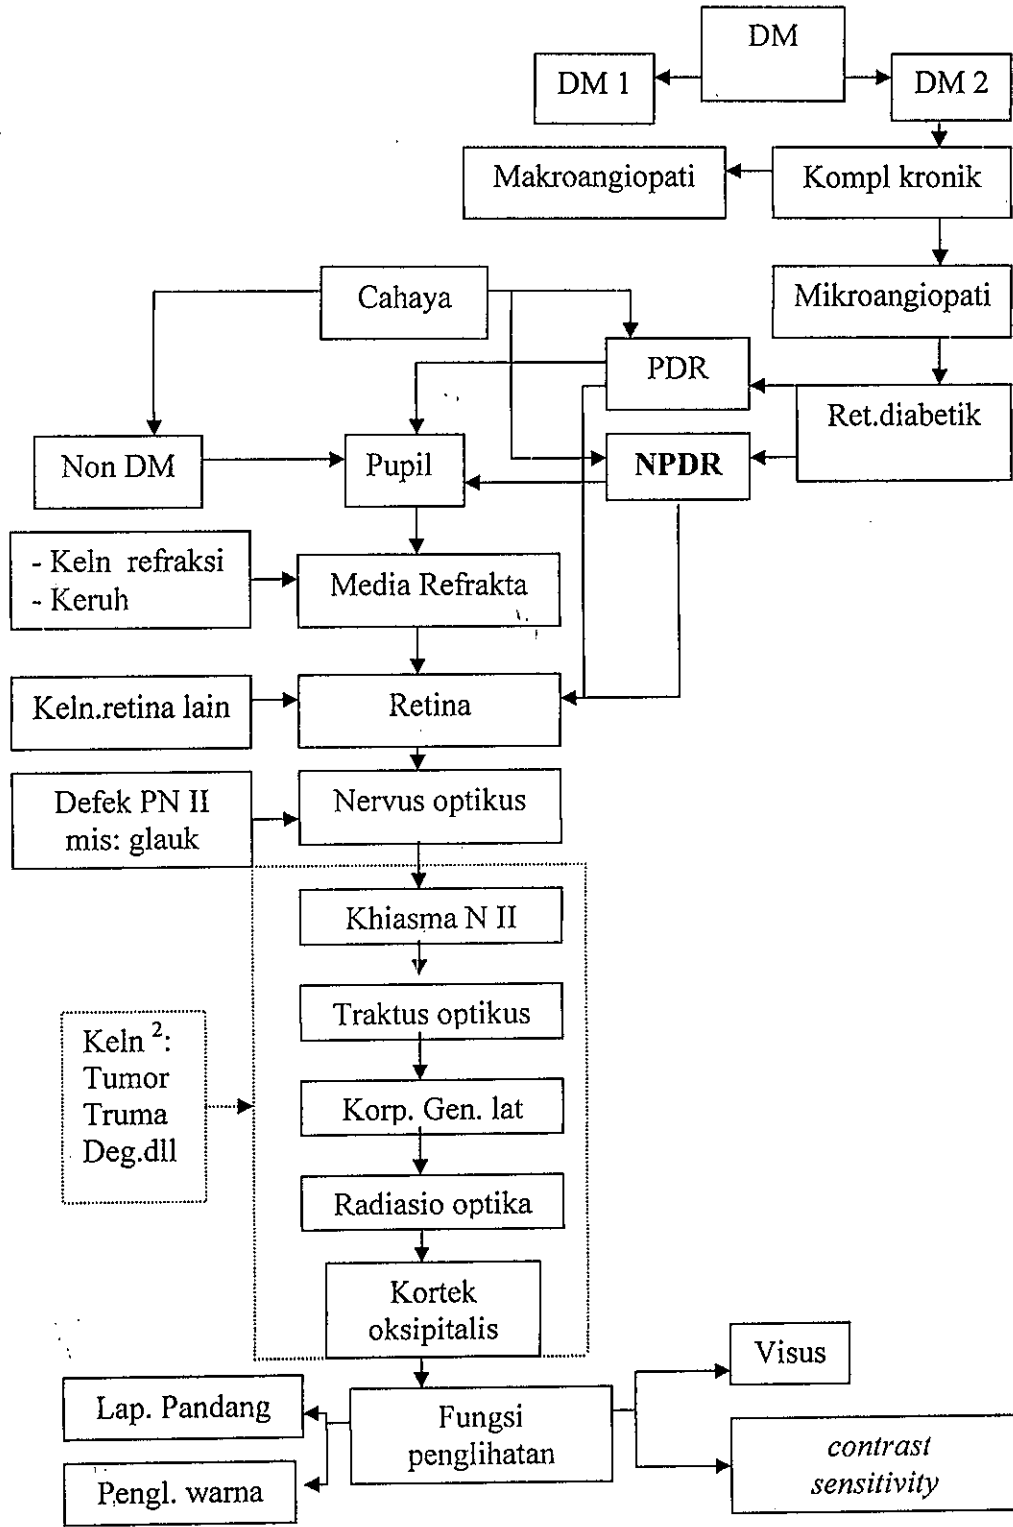 DM
DM 1
DM 2
Makroangiopati
Kompl kronik
Cahaya
Mikroangiopati
PDR
Ret.diabetik
Non DM
Pupil
NPDR
- Keln refraksi
- Keruh
Media Refrakta
Keln.retina lain
Retina
Defek PN II
mis: glauk
Nervus optikus
Khiasma N II
Traktus optikus
Keln ²:
Tumor
Truma
Deg.dll
Korp. Gen. lat
Radiasio optika
Kortek
oksipitalis
Visus
Lap. Pandang
Fungsi
penglihatan
contrast
sensitivity
Pengl. warna